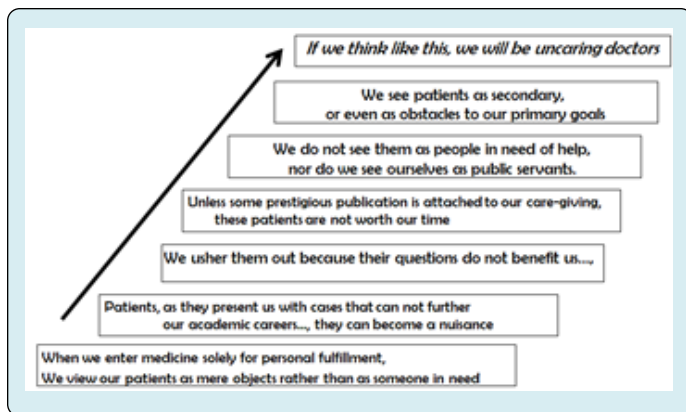 If we think like this, we will be uncaring doctors
We see patients as secondary,
or even as obstacles to our primary goals
We do not see them as people in need of help,
nor do we see ourselves as public servants.
Unless some prestigious publication is attached to our care-giving,
these patients are not worth our time
We usher them out because their questions do not benefit us...,
Patients, as they present us with cases that can not further
our academic careers..., they can become a nuisance
When we enter medicine solely for personal fulfillment,
We view our patients as mere objects rather than as someone in need